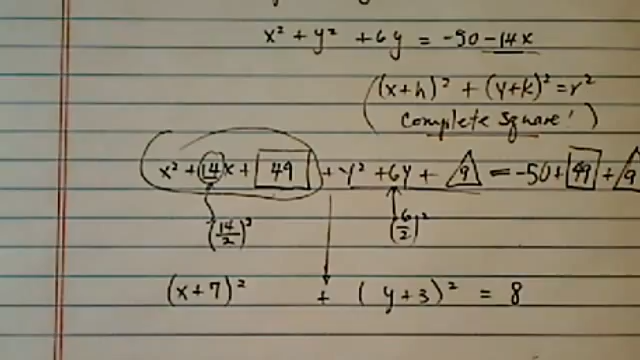 x² + y² + 6y = -50 - 14x
(x+h)² + (y+k)² = r²
Complete Square!
x² + 14x + 49 + y² + 6y + 9 = -50 + 49 + 9
(14/2)² (6/2)²
(x+7)² + (y+3)² = 8